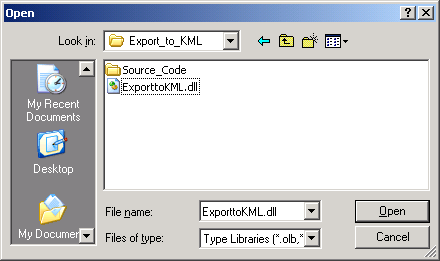 Open
Look in: Export_to_KML
Source_Code
ExporttoKML.dll
My Recent
Documents
Desktop
My Documen
File name: ExporttoKML.dll Open
Files of type: Type Libraries (*.olb,* Cancel